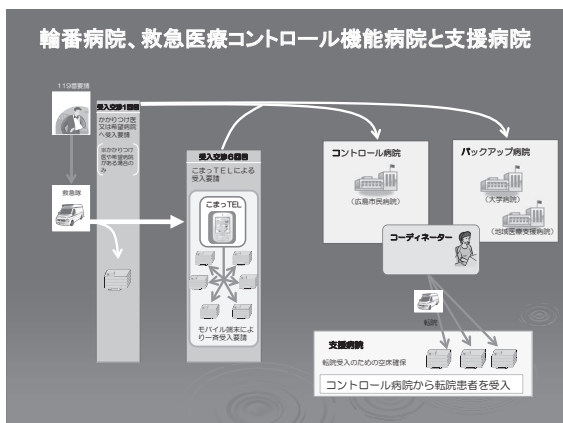 輪番病院、救急医療コントロール機能病院と支援病院
119番要請
受入交渉1回目
かかりつけ医
又は希望病院
へ受入要請
※かかりつけ
医や希望病院
がある場合の
み
救急隊
受入交渉6回目
こまっTELによる
受入要請
こまっTEL
モバイル端末によ
り一斉受入要請
コントロール病院
（広島市民病院）
バックアップ病院
（大学病院）
（地域医療支援病院）
コーディネーター
転院
支援病院
転院受入のための空床確保
コントロール病院から転院患者を受入